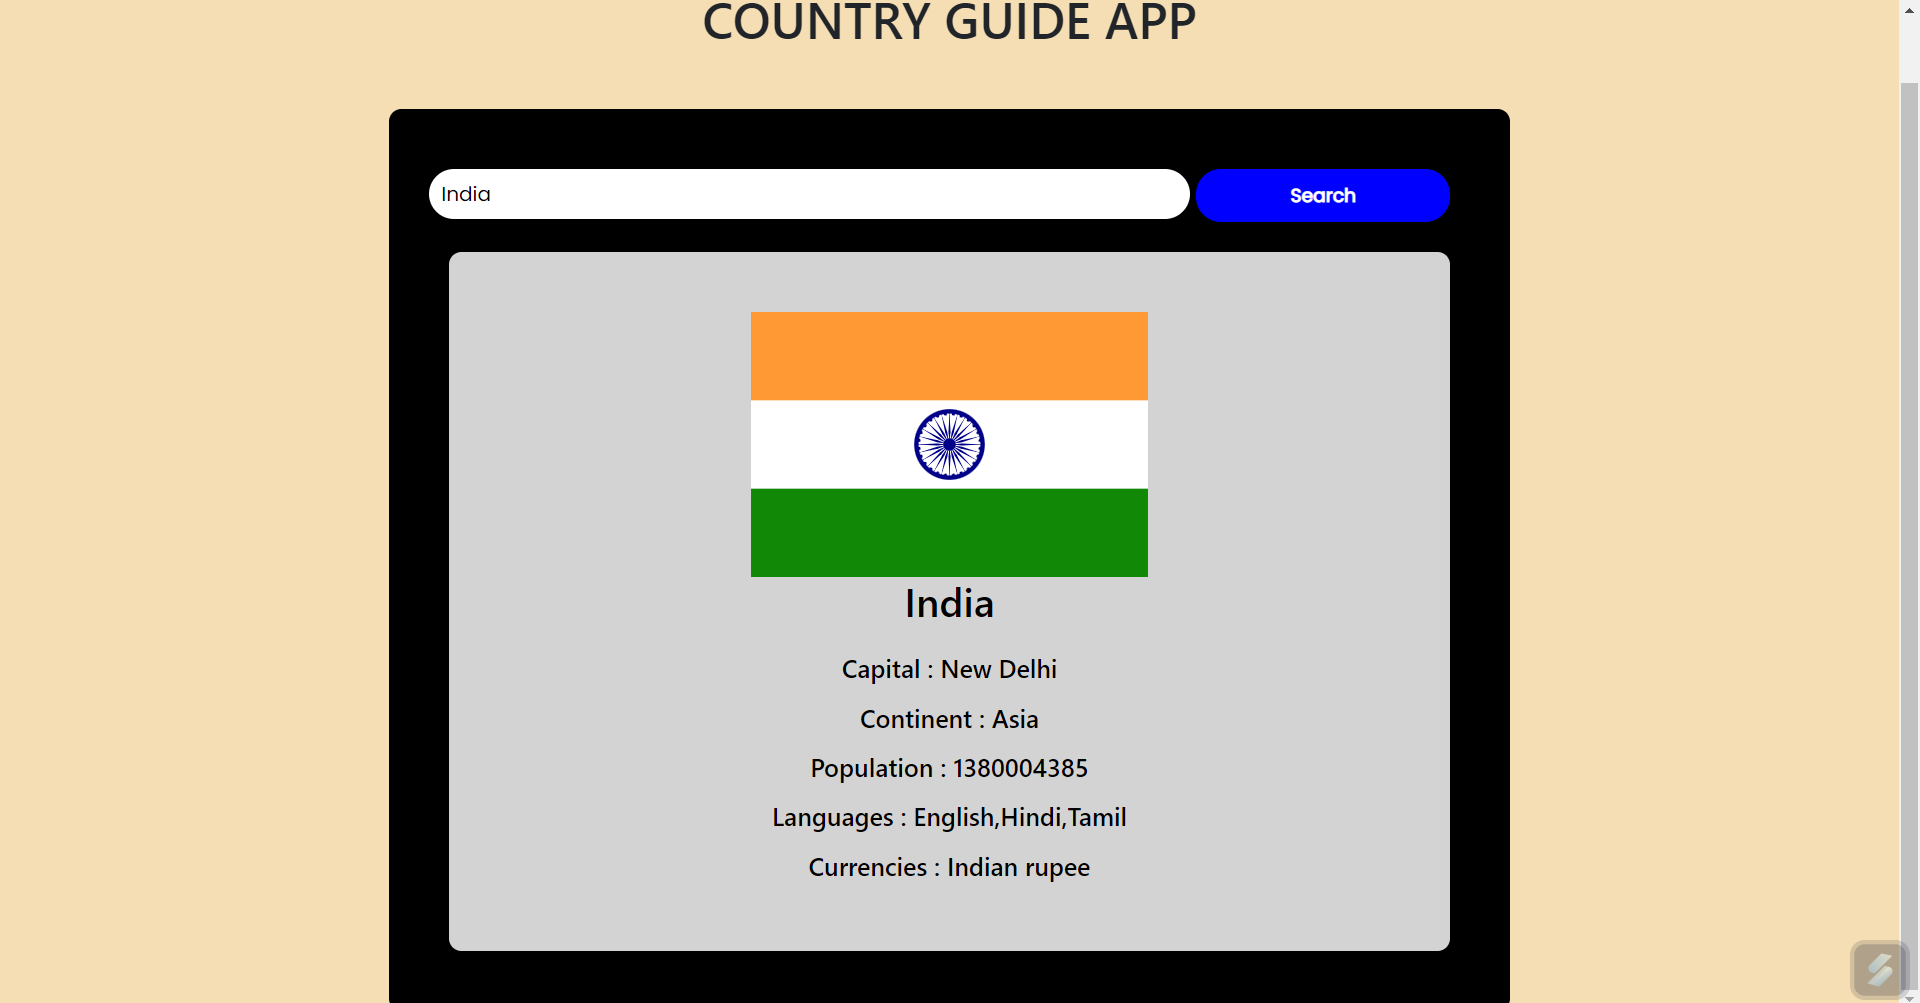 COUNTRY GUIDE APP
India
Search
India
Capital : New Delhi
Continent : Asia
Population : 1380004385
Languages : English,Hindi,Tamil
Currencies : Indian rupee